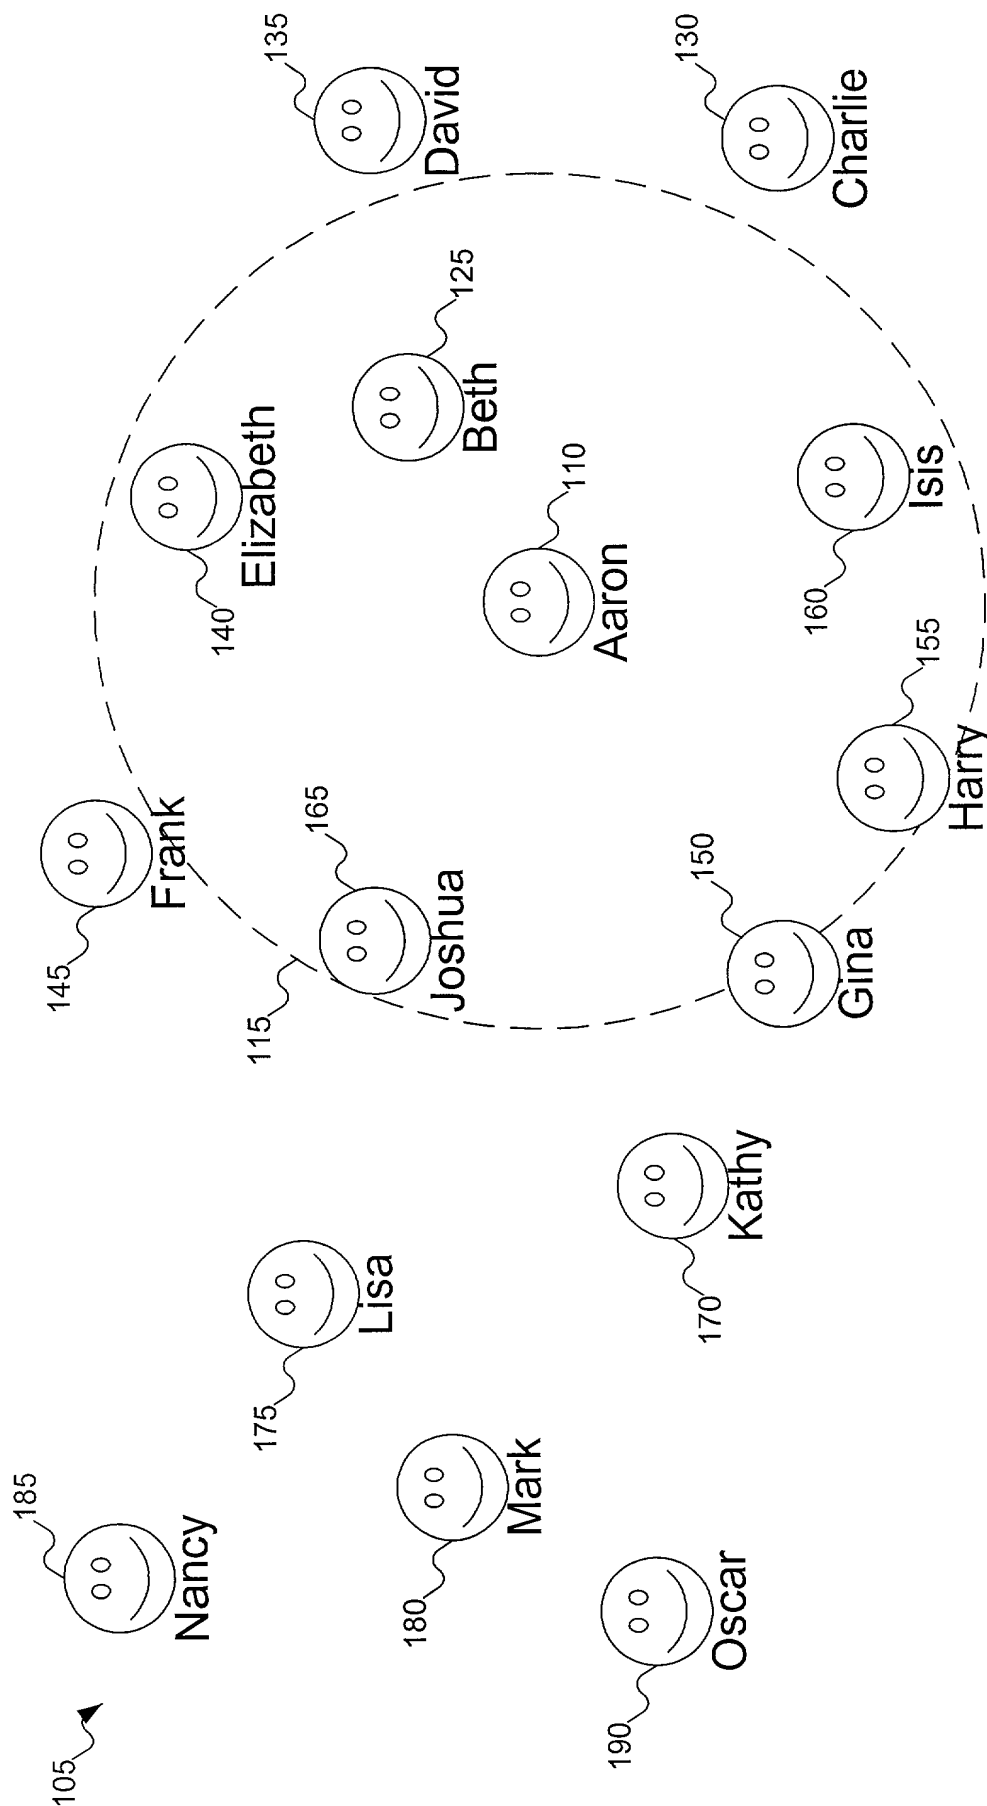 185
145
105
Frank
Nancy
140
115
Elizabeth
175
135
165
Lisa
180
David
Joshua
125
Beth
Mark
110
Aaron
190
130
150
170
Oscar
Kathy
160
Charlie
Gina
Isis
155
Harry